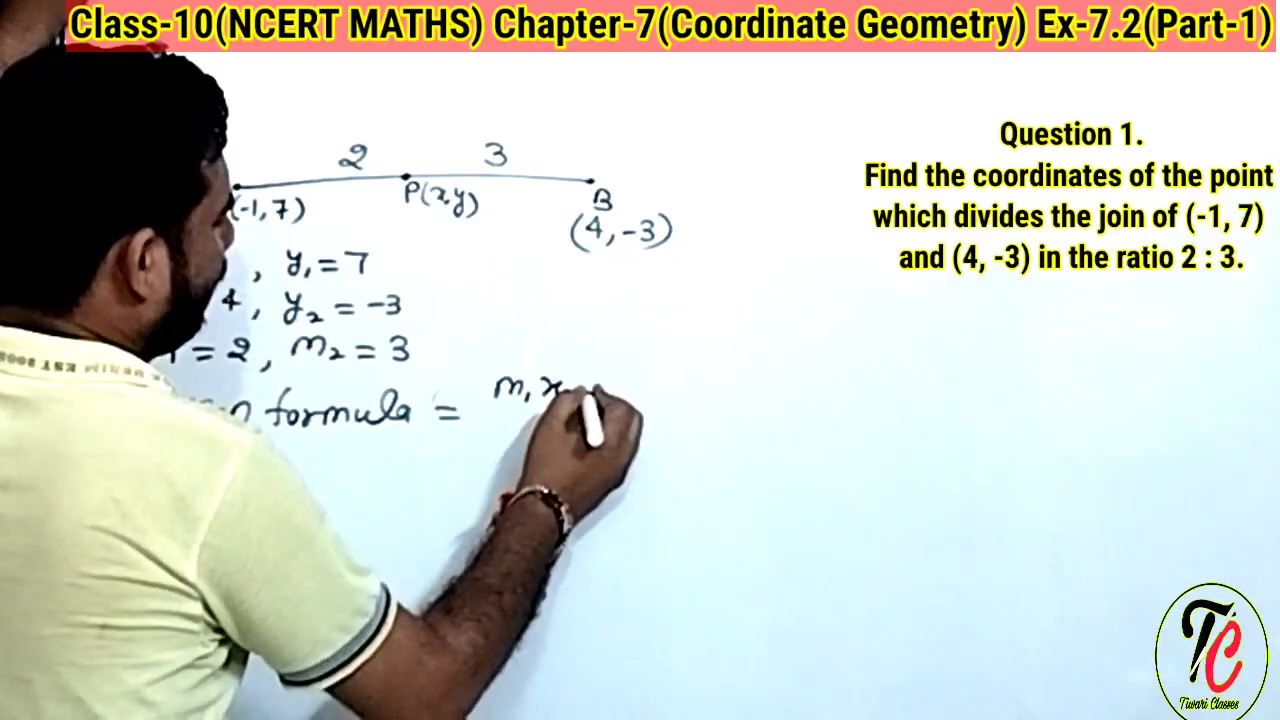 Class-10(NCERT MATHS) Chapter-7(Coordinate Geometry) Ex-7.2(Part-1)
Question 1.
Find the coordinates of the point
which divides the join of (-1, 7)
and (4, -3) in the ratio 2 : 3.
2 3
(-1, 7) P(x,y) B
(4, -3)
, y₁ = 7
4, y₂ = -3
= 2, m₂ = 3
formula = m₁x
TC
Tiwari Classes